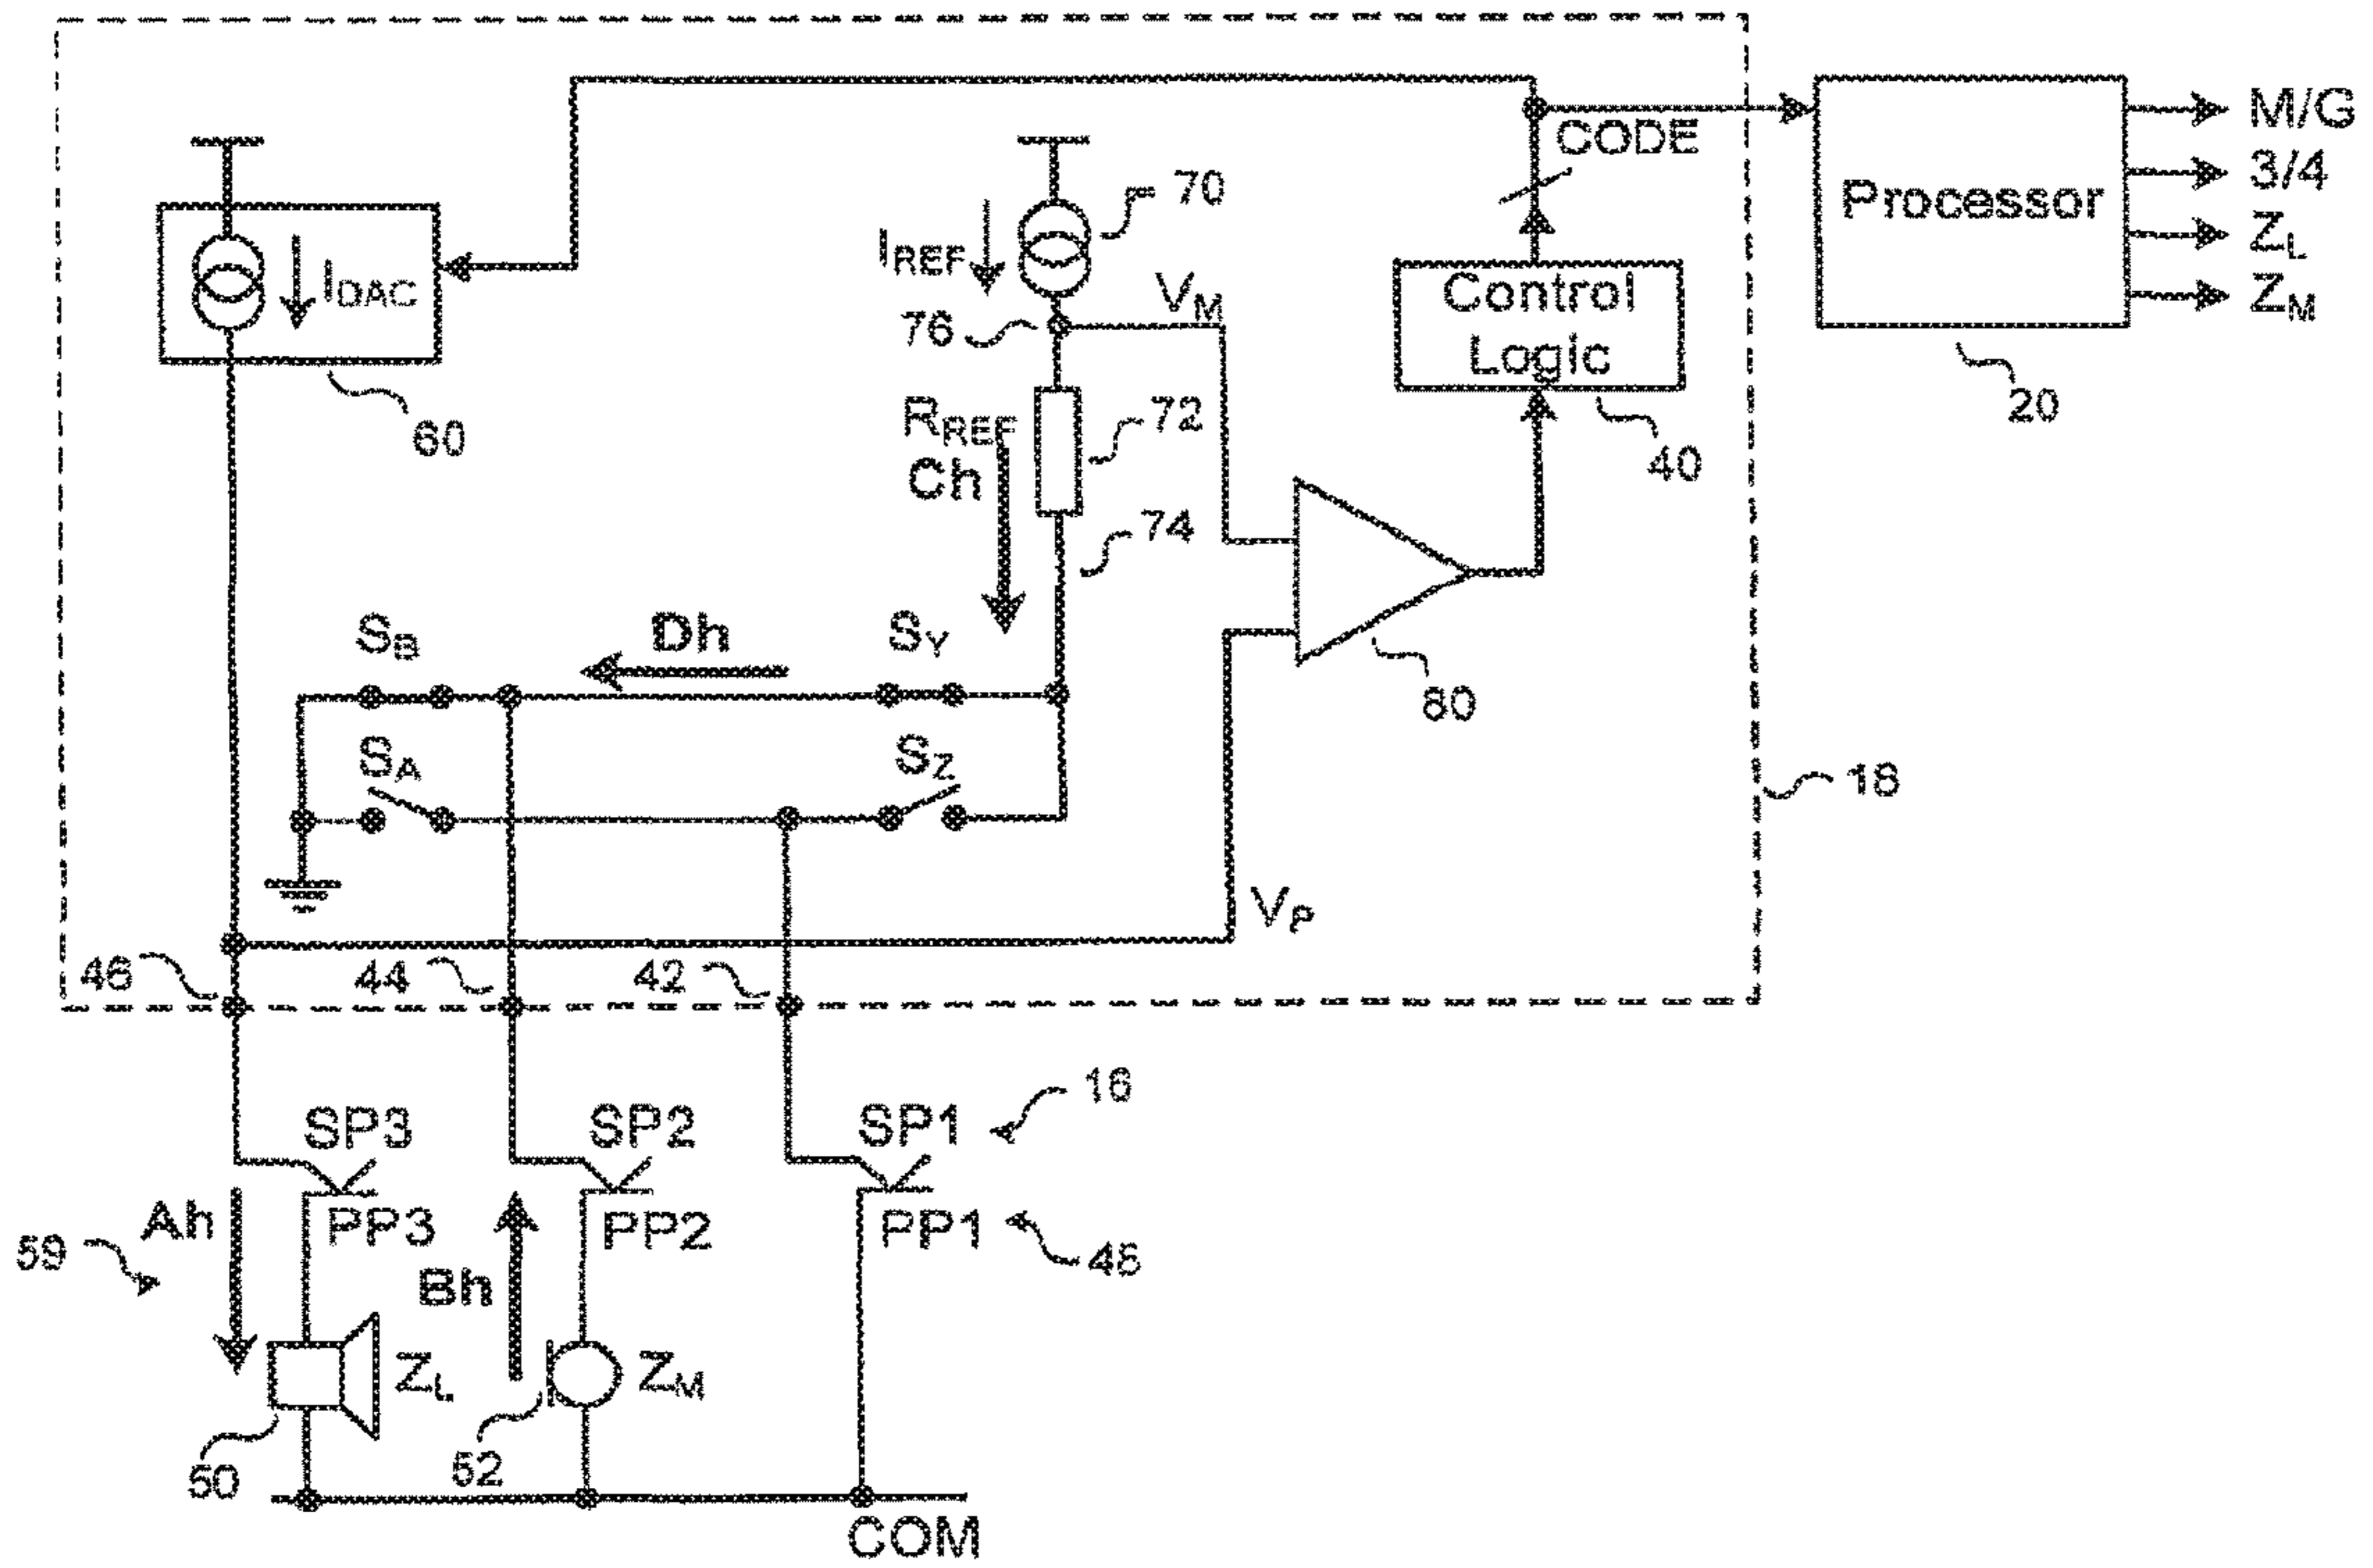 M/G
CODE
3/4
Processor
70
I_REF
Z_L
I_DAC
V_M
Control
Logic
Z_M
76
60
R_REF
72
20
Ch
40
74
S_B
Dh
S_Y
80
S_A
S_Z
18
V_P
46
44
42
16
SP3
SP2
SP1
Ah
PP3
PP2
PP1
59
Bh
48
Z_L
Z_M
50
52
COM